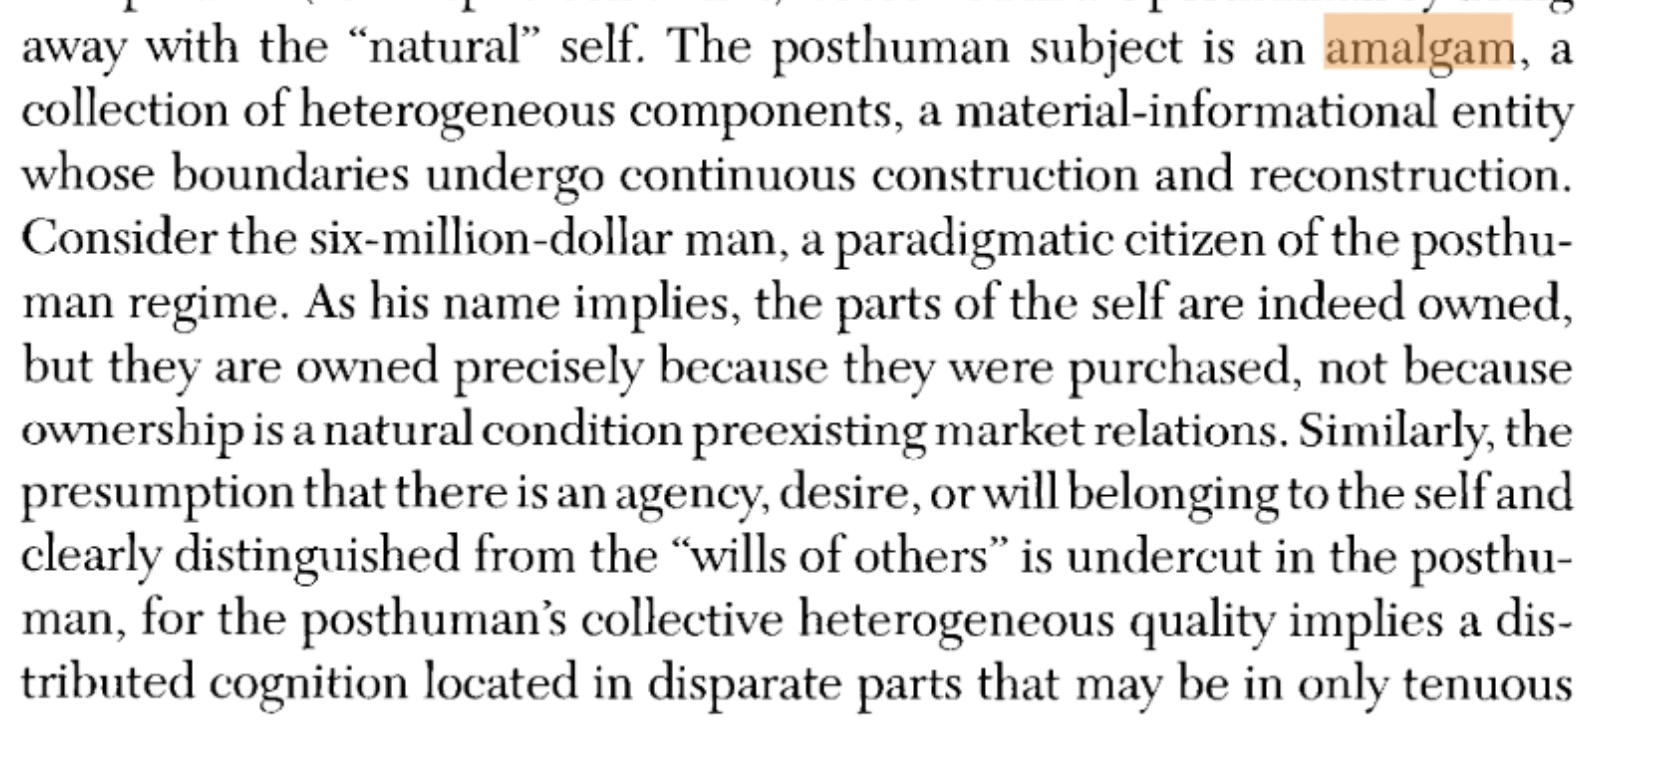 away with the “natural” self. The posthuman subject is an amalgam, a
collection of heterogeneous components, a material-informational entity
whose boundaries undergo continuous construction and reconstruction.
Consider the six-million-dollar man, a paradigmatic citizen of the posthu-
man regime. As his name implies, the parts of the self are indeed owned,
but they are owned precisely because they were purchased, not because
ownership is a natural condition preexisting market relations. Similarly, the
presumption that there is an agency, desire, or will belonging to the self and
clearly distinguished from the “wills of others” is undercut in the posthu-
man, for the posthuman’s collective heterogeneous quality implies a dis-
tributed cognition located in disparate parts that may be in only tenuous